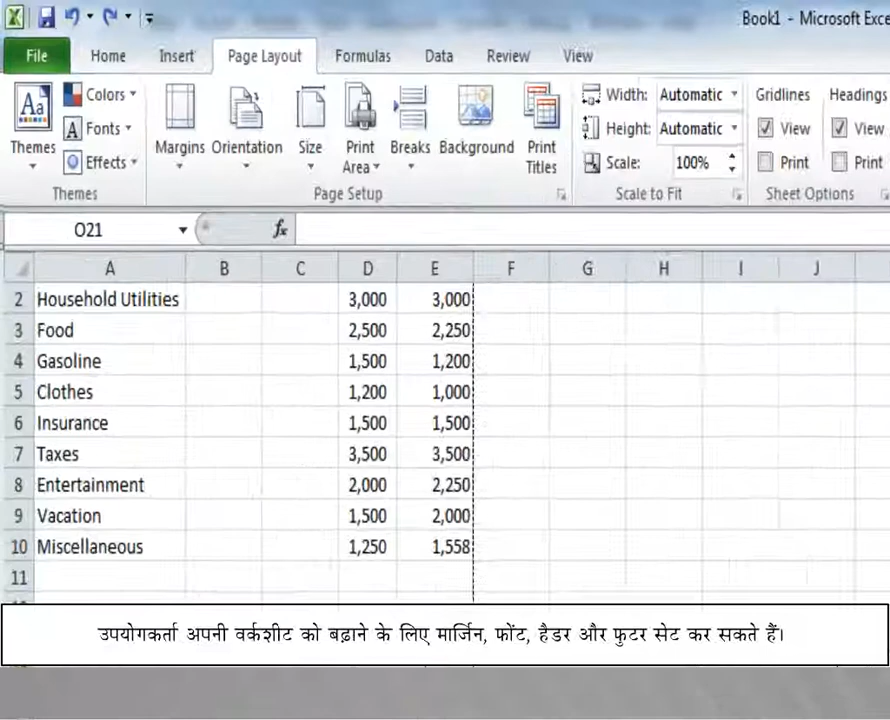 Book1 - Microsoft Exce
File Home Insert Page Layout Formulas Data Review View
Colors Width: Automatic Gridlines Headings
Fonts Height: Automatic View View
Themes Effects Margins Orientation Size Print Area Breaks Background Print Titles Scale: 100% Print Print
Themes Page Setup Scale to Fit Sheet Options
O21 fx
A B C D E F G H I J
2 Household Utilities 3,000 3,000
3 Food 2,500 2,250
4 Gasoline 1,500 1,200
5 Clothes 1,200 1,000
6 Insurance 1,500 1,500
7 Taxes 3,500 3,500
8 Entertainment 2,000 2,250
9 Vacation 1,500 2,000
10 Miscellaneous 1,250 1,558
11
उपयोगकर्ता अपनी वर्कशीट को बढ़ाने के लिए मार्जिन, फोंट, हैडर और फुटर सेट कर सकते हैं।